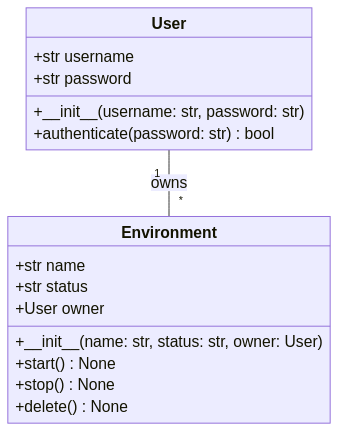 User
+str username
+str password
+__init__(username: str, password: str)
+authenticate(password: str) : bool
1
owns
*
Environment
+str name
+str status
+User owner
+__init__(name: str, status: str, owner: User)
+start() : None
+stop() : None
+delete() : None